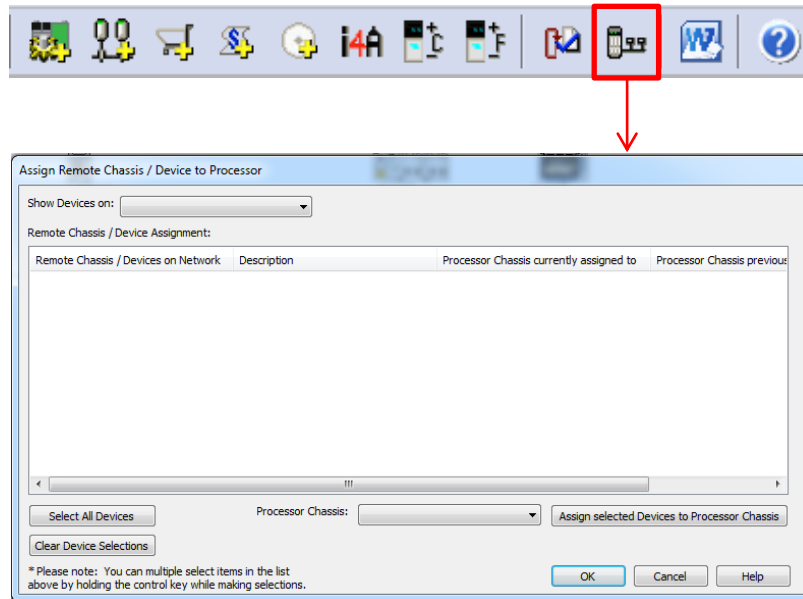 i4A
C
F
W
?
Assign Remote Chassis / Device to Processor
Show Devices on:
Remote Chassis / Device Assignment:
Remote Chassis / Devices on Network Description Processor Chassis currently assigned to Processor Chassis previous
Select All Devices Processor Chassis: Assign selected Devices to Processor Chassis
Clear Device Selections
* Please note: You can multiple select items in the list
above by holding the control key while making selections.
OK Cancel Help